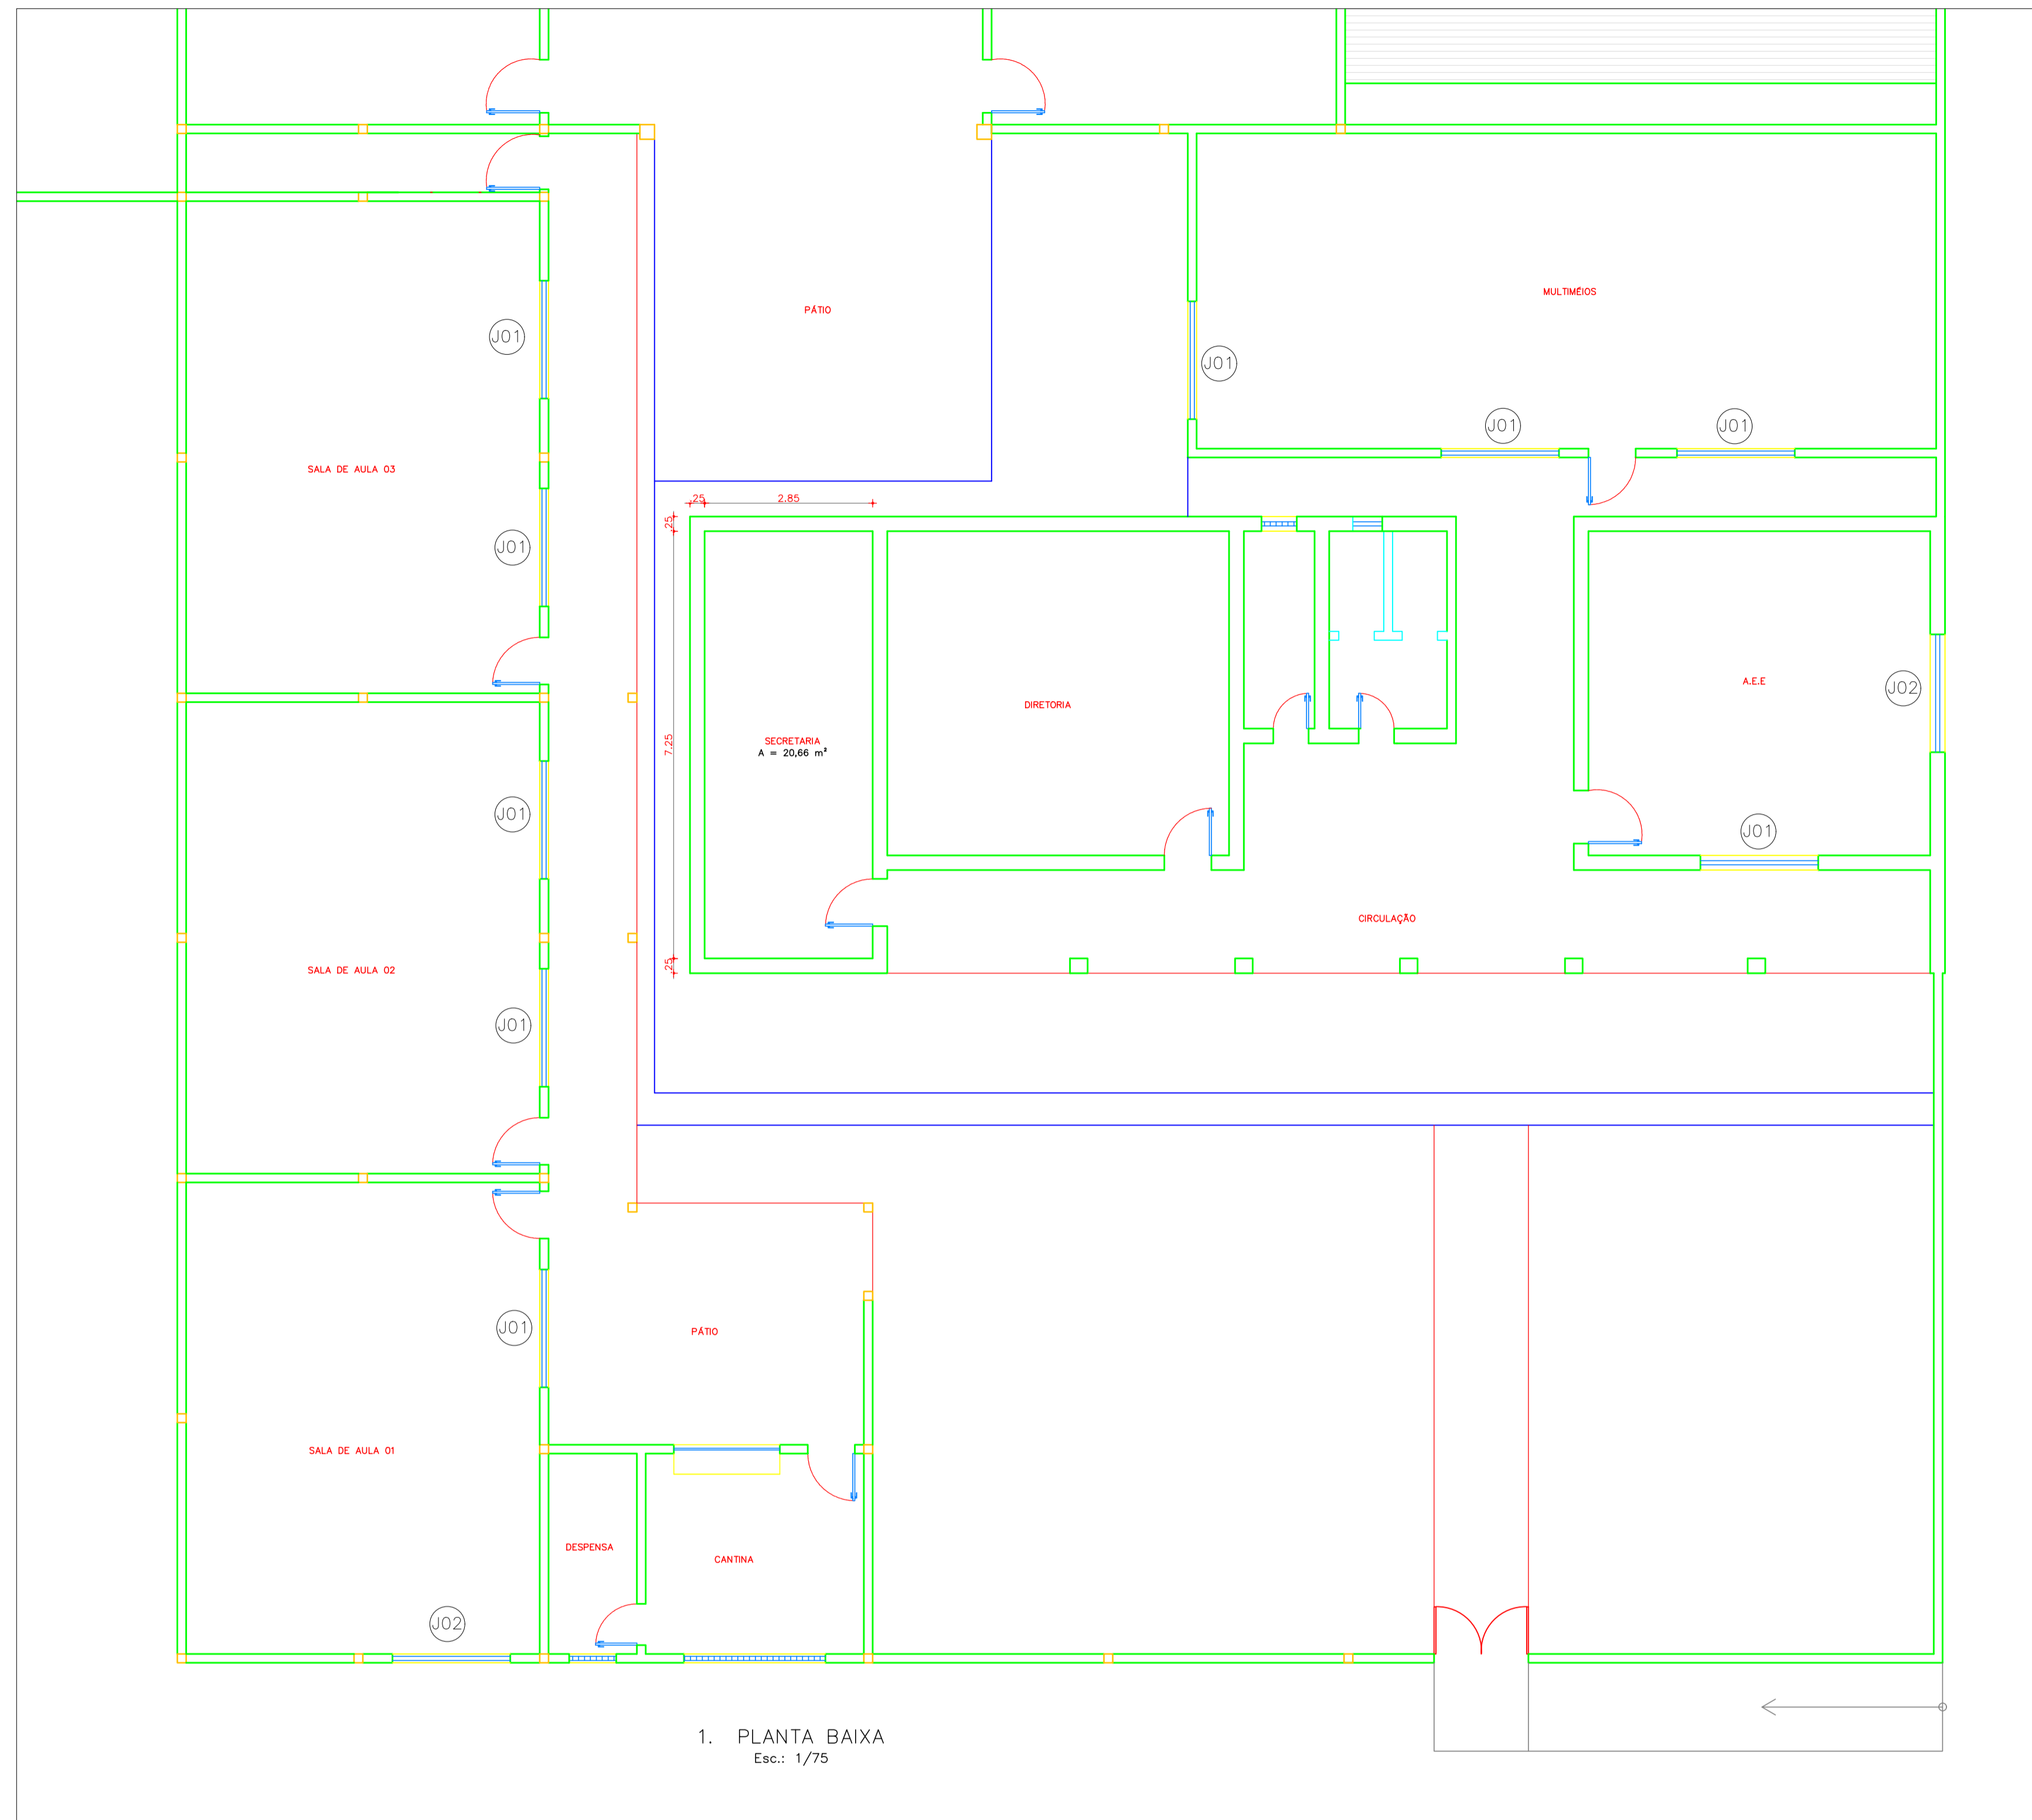 PÁTIO
MULTIMÉIOS
J01
J01
J01
J01
SALA DE AULA 03
.25
2.85
.25
J01
A.E.E
J02
DIRETORIA
SECRETARIA
A = 20,66 m²
7.25
J01
J01
CIRCULAÇÃO
.25
SALA DE AULA 02
J01
J01
PÁTIO
SALA DE AULA 01
DESPENSA
CANTINA
J02
1. PLANTA BAIXA
Esc.: 1/75